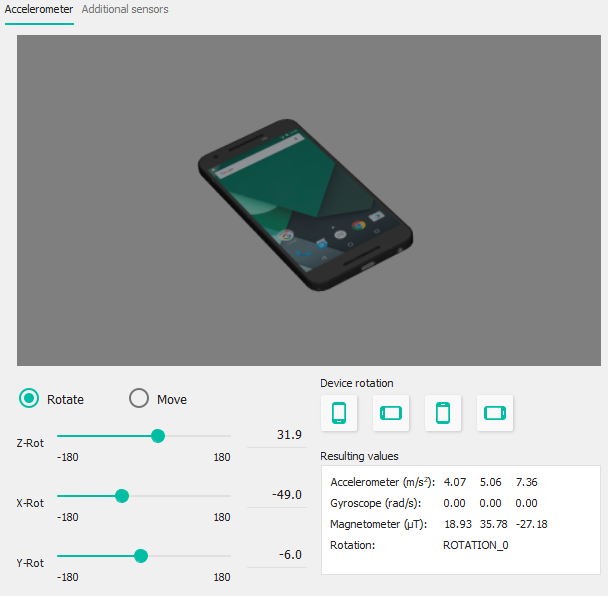 Accelerometer Additional sensors
Rotate Move
Z-Rot -180 180 31.9
X-Rot -180 180 -49.0
Y-Rot -180 180 -6.0
Device rotation
Resulting values
Accelerometer (m/s²): 4.07 5.06 7.36
Gyroscope (rad/s): 0.00 0.00 0.00
Magnetometer (μT): 18.93 35.78 -27.18
Rotation: ROTATION_0